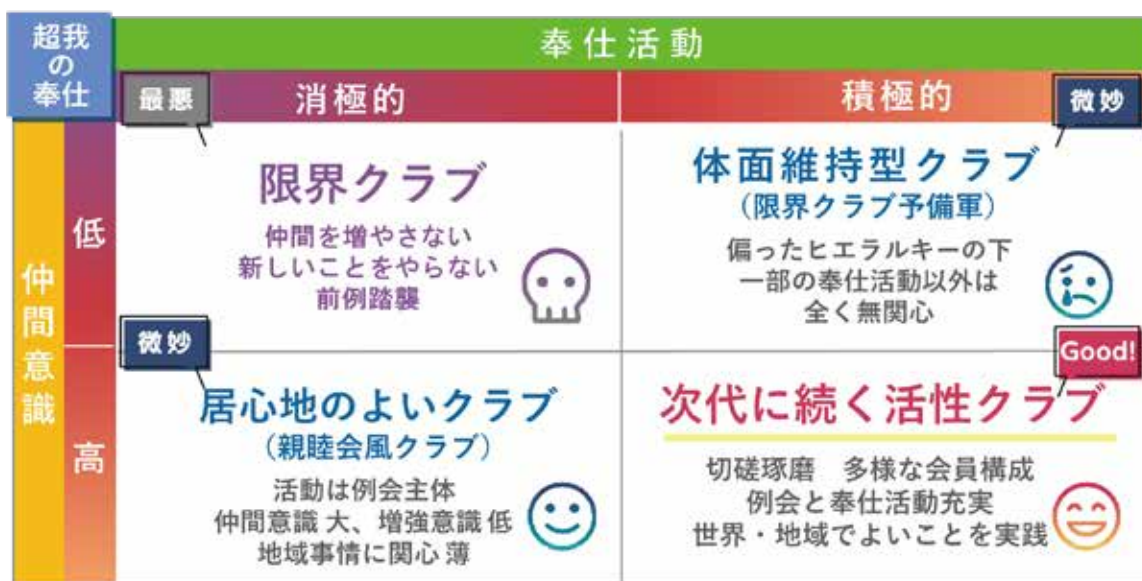 超我
の
奉仕
奉仕活動
最悪
消極的
積極的
微妙
仲間意識
低
限界クラブ
仲間を増やさない
新しいことをやらない
前例踏襲
体面維持型クラブ
（限界クラブ予備軍）
偏ったヒエラルキーの下
一部の奉仕活動以外は
全く無関心
高
微妙
居心地のよいクラブ
（親睦会風クラブ）
活動は例会主体
仲間意識 大、増強意識 低
地域事情に関心 薄
Good!
次代に続く活性クラブ
切磋琢磨　多様な会員構成
例会と奉仕活動充実
世界・地域でよいことを実践